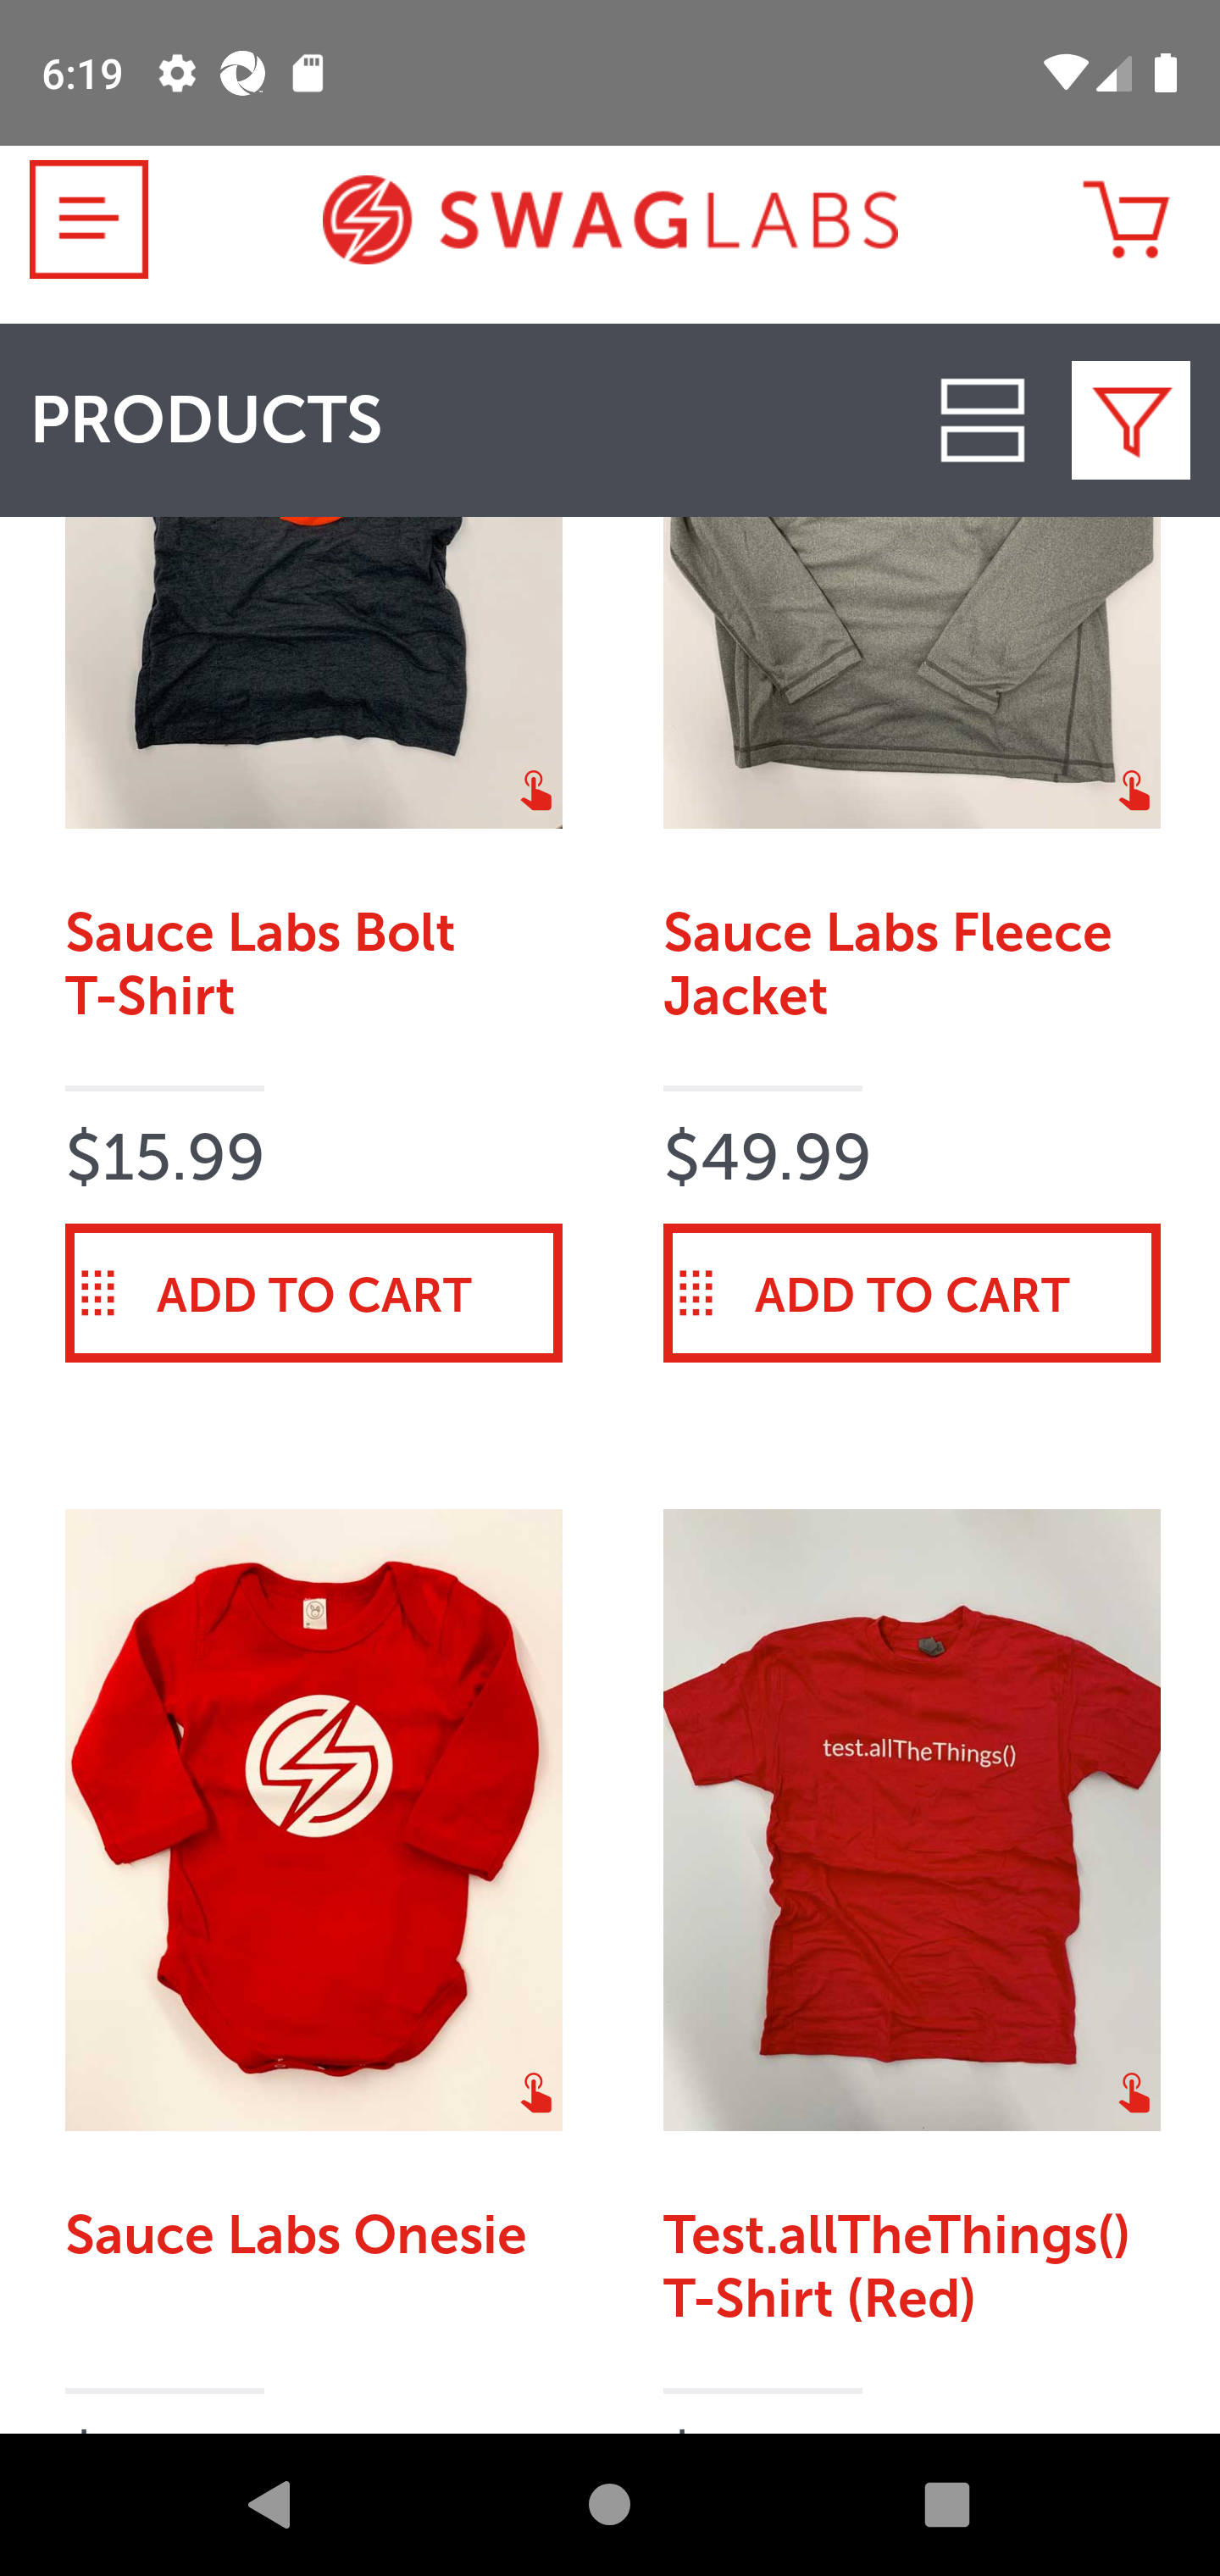 6:19
SWAGLABS
PRODUCTS
Sauce Labs Bolt
T-Shirt
$15.99
ADD TO CART
Sauce Labs Fleece
Jacket
$49.99
ADD TO CART
test.allTheThings()
Sauce Labs Onesie
Test.allTheThings()
T-Shirt (Red)